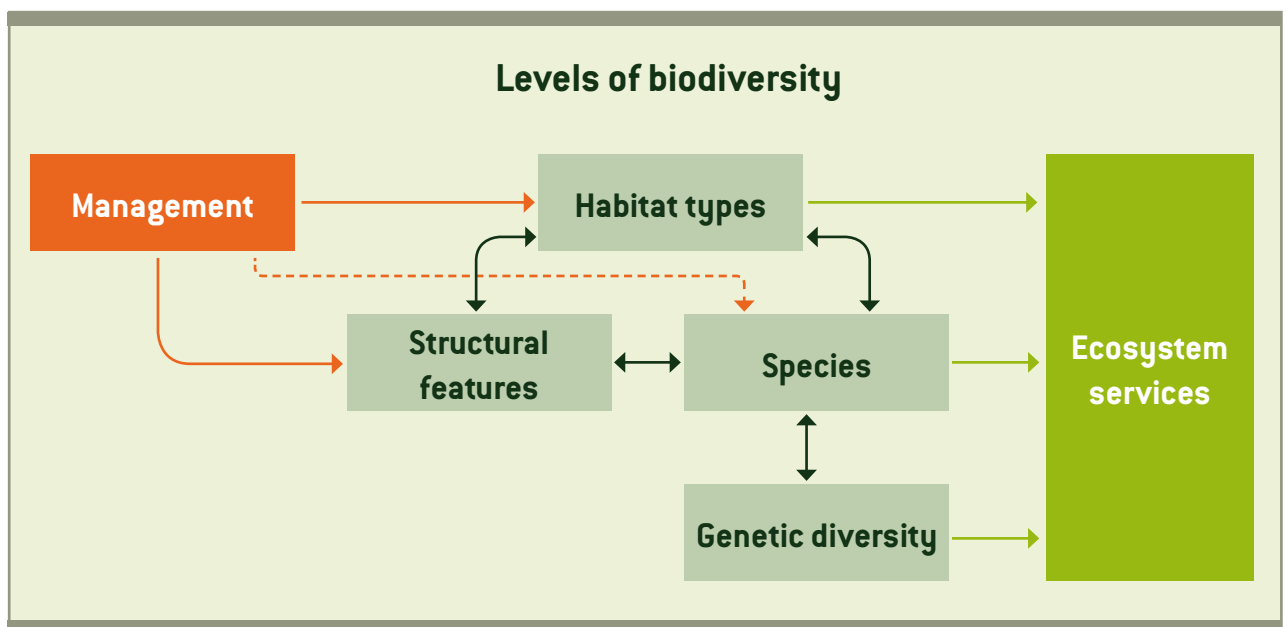 Levels of biodiversity
Management
Habitat types
Structural
features
Species
Ecosystem
services
Genetic diversity